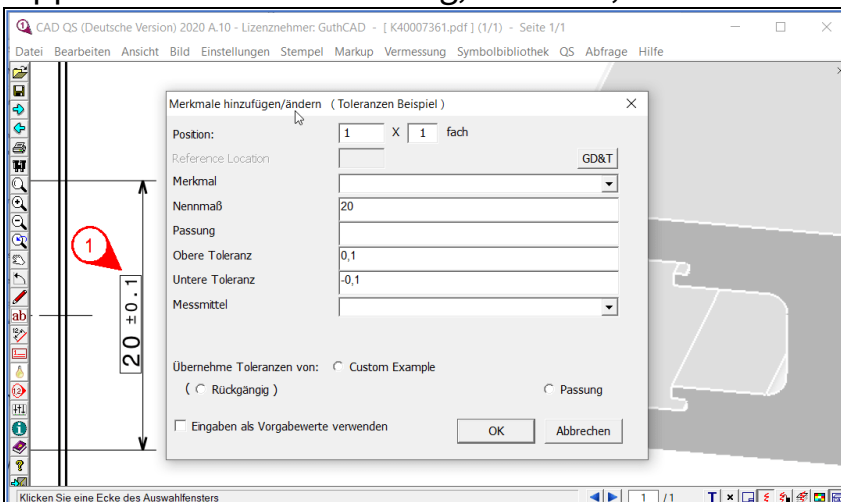 CAD QS (Deutsche Version) 2020 A.10 - Lizenznehmer: GuthCAD - [ K40007361.pdf ] (1/1) - Seite 1/1
Datei Bearbeiten Ansicht Bild Einstellungen Stempel Markup Vermessung Symbolbibliothek QS Abfrage Hilfe
Merkmale hinzufügen/ändern ( Toleranzen Beispiel )
Position: 1 X 1 fach
Reference Location GD&T
Merkmal
Nennmaß 20
Passung
Obere Toleranz 0,1
Untere Toleranz -0,1
Messmittel
Übernehme Toleranzen von: Custom Example
( Rückgängig ) Passung
Eingaben als Vorgabewerte verwenden
OK Abbrechen
1
20 ±0.1
ab
Klicken Sie eine Ecke des Auswahlfensters
1 /1
T